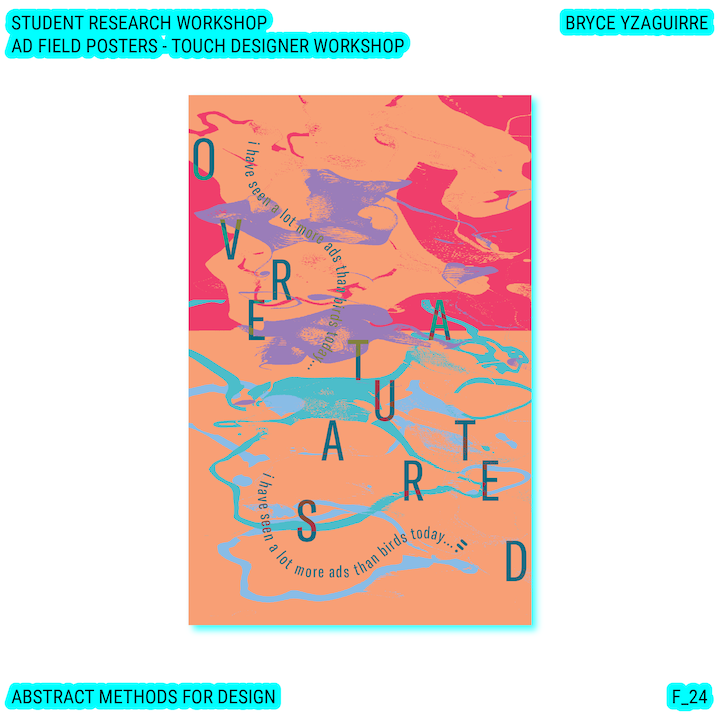 STUDENT RESEARCH WORKSHOP
AD FIELD POSTERS - TOUCH DESIGNER WORKSHOP
BRYCE YZAGUIRRE
O
V
R
E
A
T
U
A
T
R
E
S
D
i have seen a lot more ads than birds today...
i have seen a lot more ads than birds today...:=
ABSTRACT METHODS FOR DESIGN
F_24